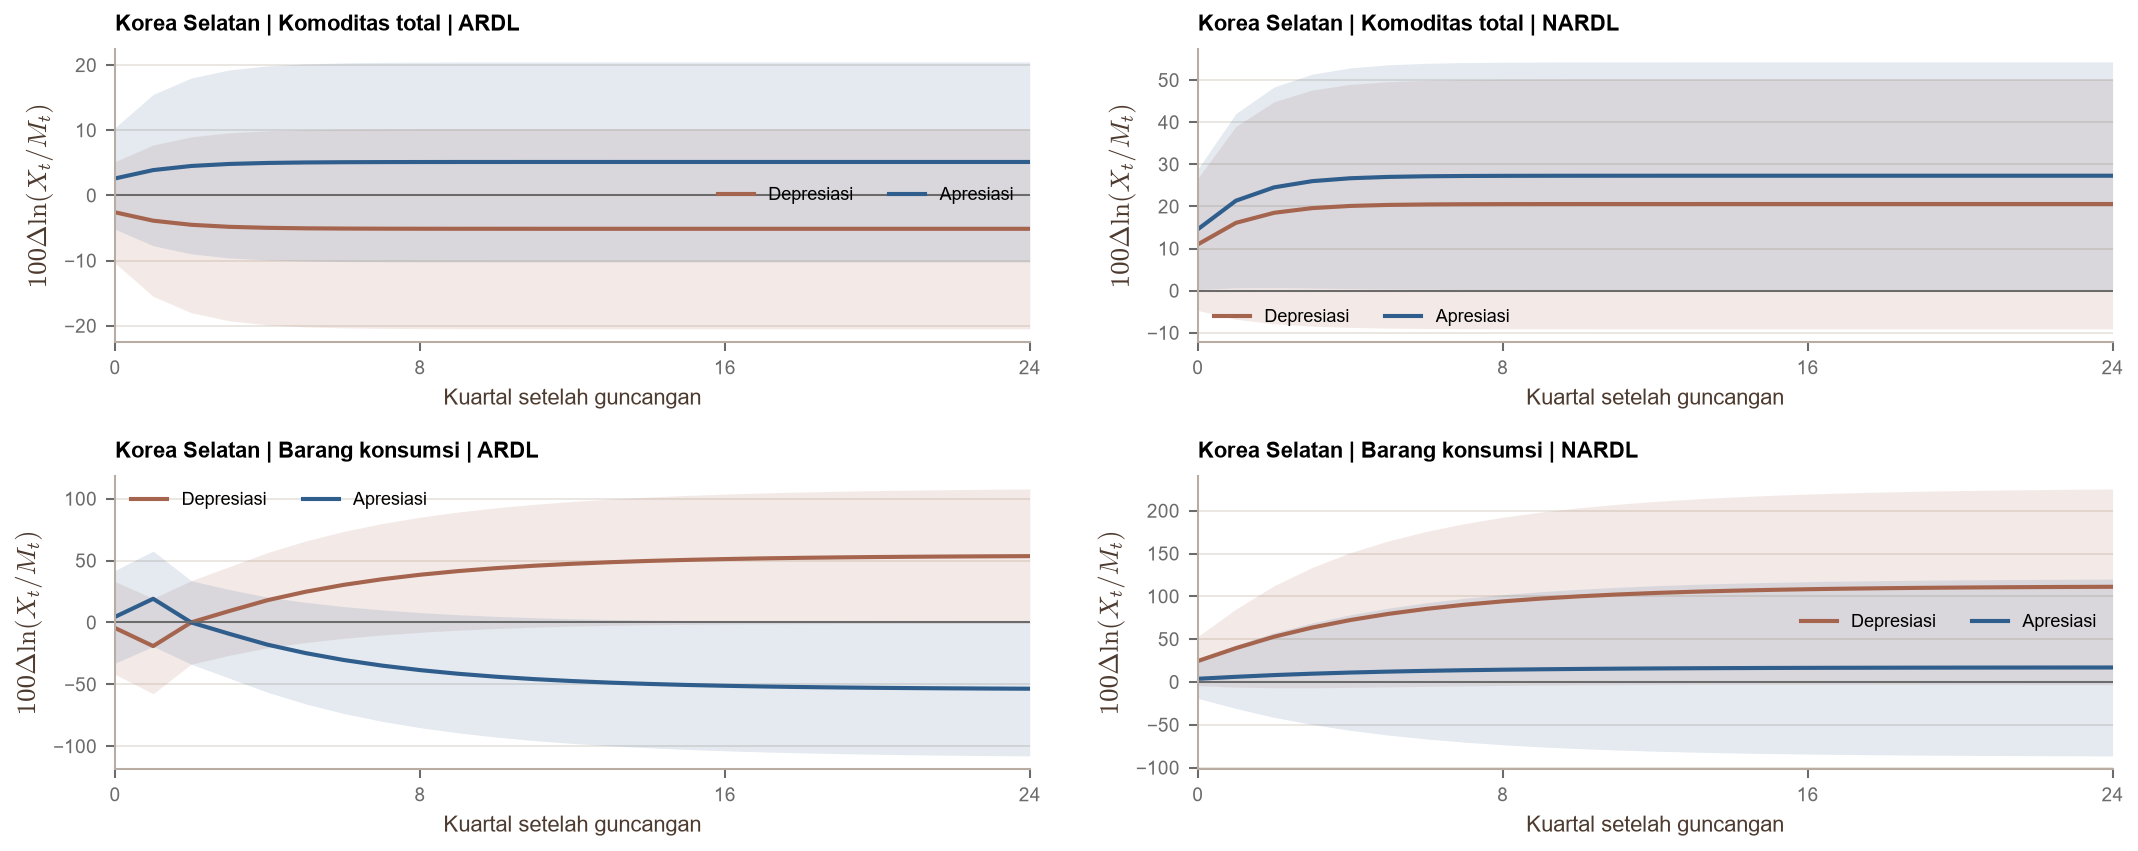 Korea Selatan | Komoditas total | ARDL
20
10
0
−10
−20
100Δln(X_t/M_t)
Depresiasi Apresiasi
0 8 16 24
Kuartal setelah guncangan
Korea Selatan | Komoditas total | NARDL
50
40
30
20
10
0
−10
100Δln(X_t/M_t)
Depresiasi Apresiasi
0 8 16 24
Kuartal setelah guncangan
Korea Selatan | Barang konsumsi | ARDL
100
50
0
−50
−100
100Δln(X_t/M_t)
Depresiasi Apresiasi
0 8 16 24
Kuartal setelah guncangan
Korea Selatan | Barang konsumsi | NARDL
200
150
100
50
0
−50
−100
100Δln(X_t/M_t)
Depresiasi Apresiasi
0 8 16 24
Kuartal setelah guncangan